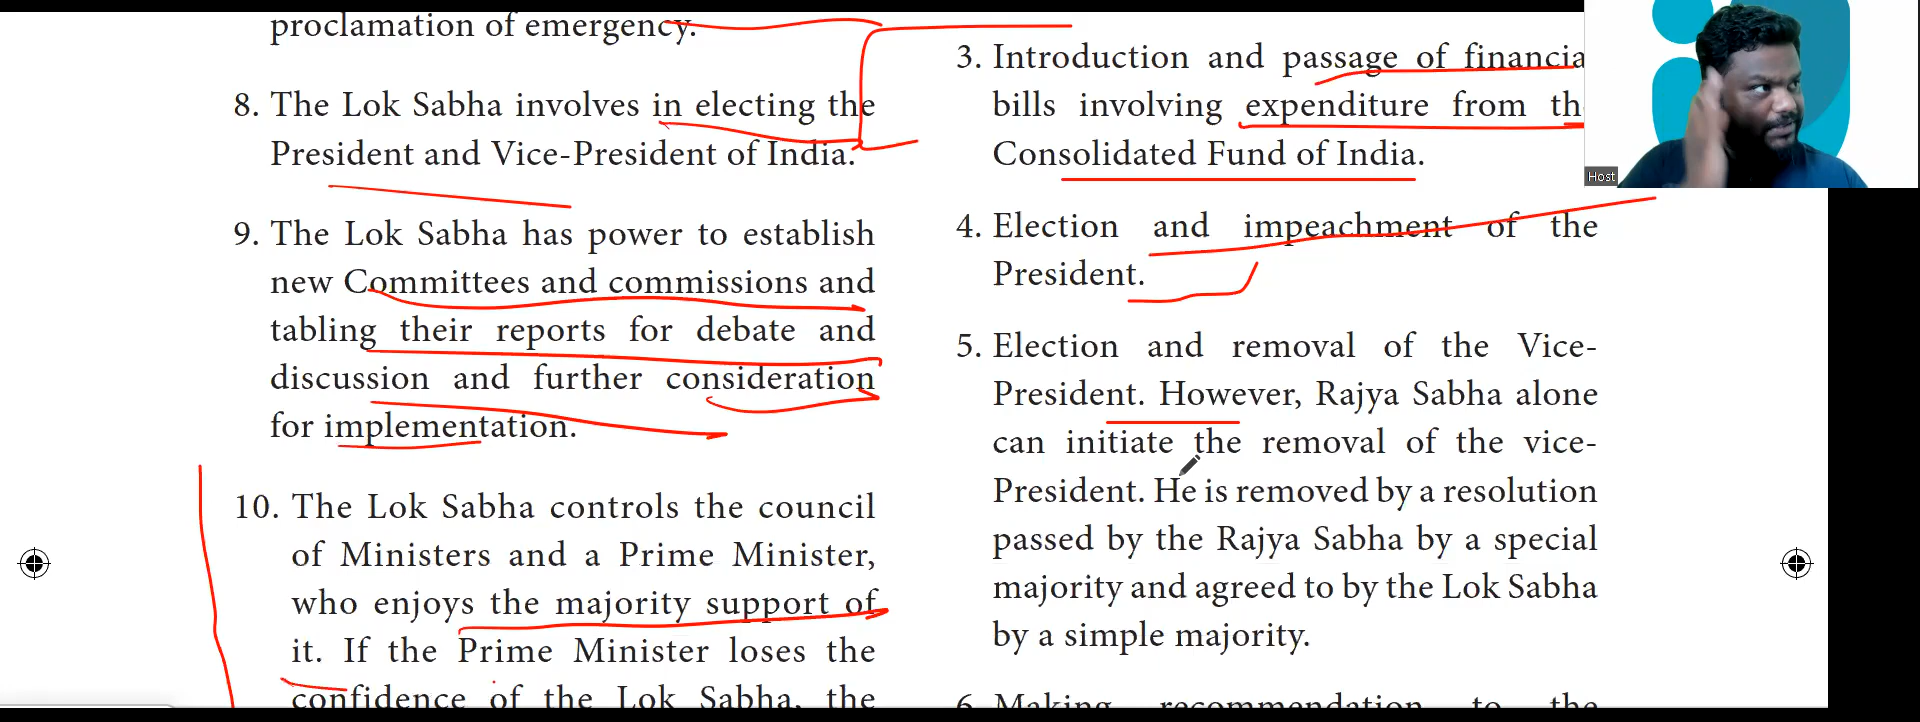 proclamation of emergency.
8. The Lok Sabha involves in electing the
President and Vice-President of India.
9. The Lok Sabha has power to establish
new Committees and commissions and
tabling their reports for debate and
discussion and further consideration
for implementation.
10. The Lok Sabha controls the council
of Ministers and a Prime Minister,
who enjoys the majority support of
it. If the Prime Minister loses the
confidence of the Lok Sabha, the
3. Introduction and passage of financia
bills involving expenditure from th
Consolidated Fund of India.
4. Election and impeachment of the
President.
5. Election and removal of the Vice-
President. However, Rajya Sabha alone
can initiate the removal of the vice-
President. He is removed by a resolution
passed by the Rajya Sabha by a special
majority and agreed to by the Lok Sabha
by a simple majority.
6. Making recommendation to the
Host